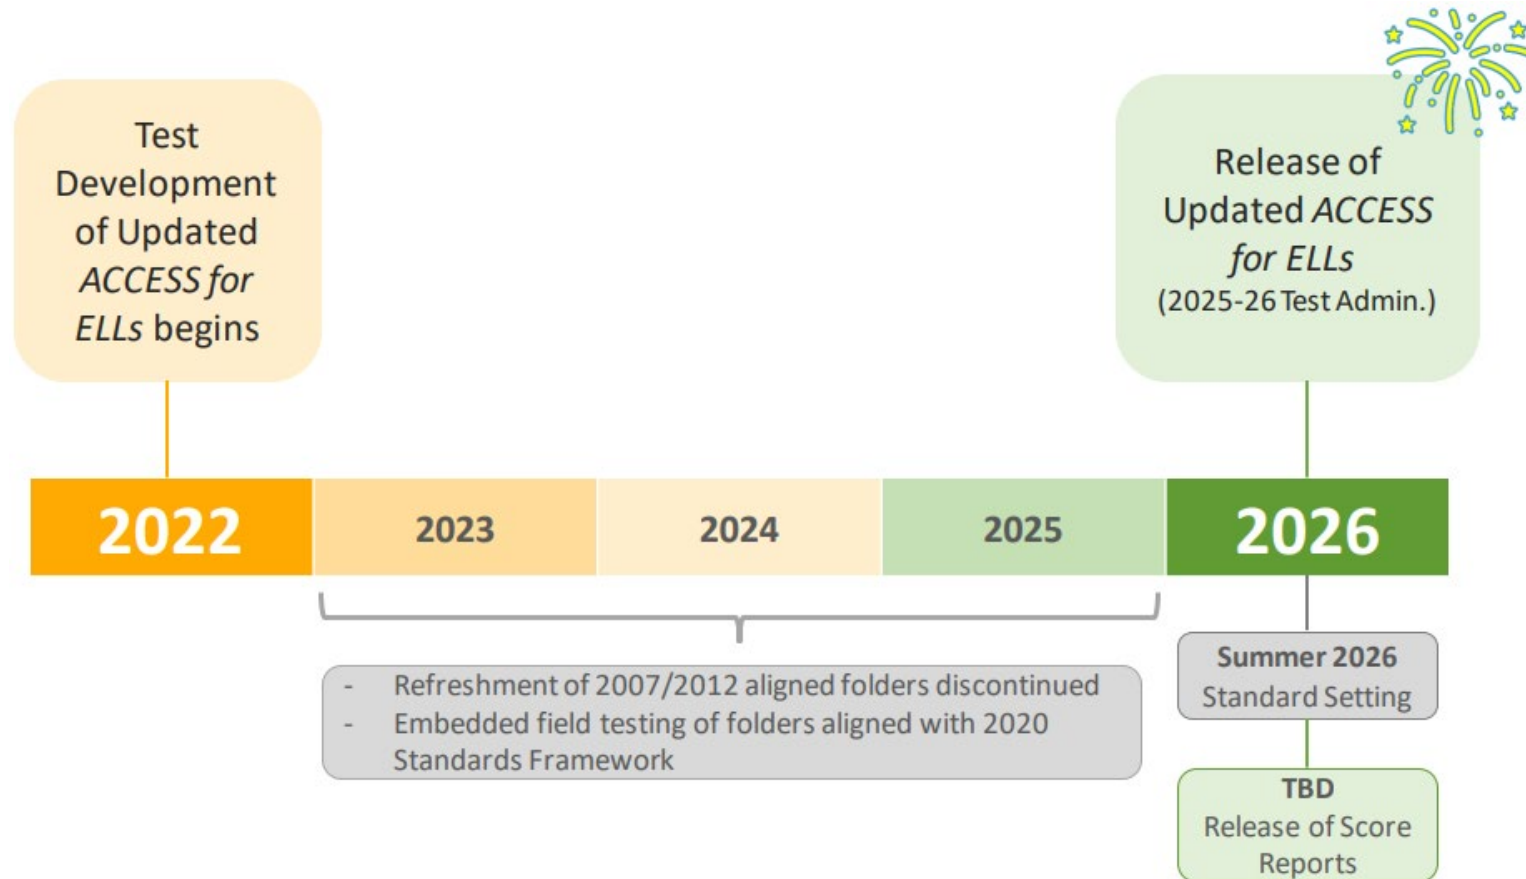 Test
Development
of Updated
ACCESS for
ELLs begins
Release of
Updated ACCESS
for ELLs
(2025-26 Test Admin.)
2022
2023
2024
2025
2026
- Refreshment of 2007/2012 aligned folders discontinued
- Embedded field testing of folders aligned with 2020
Standards Framework
Summer 2026
Standard Setting
TBD
Release of Score
Reports